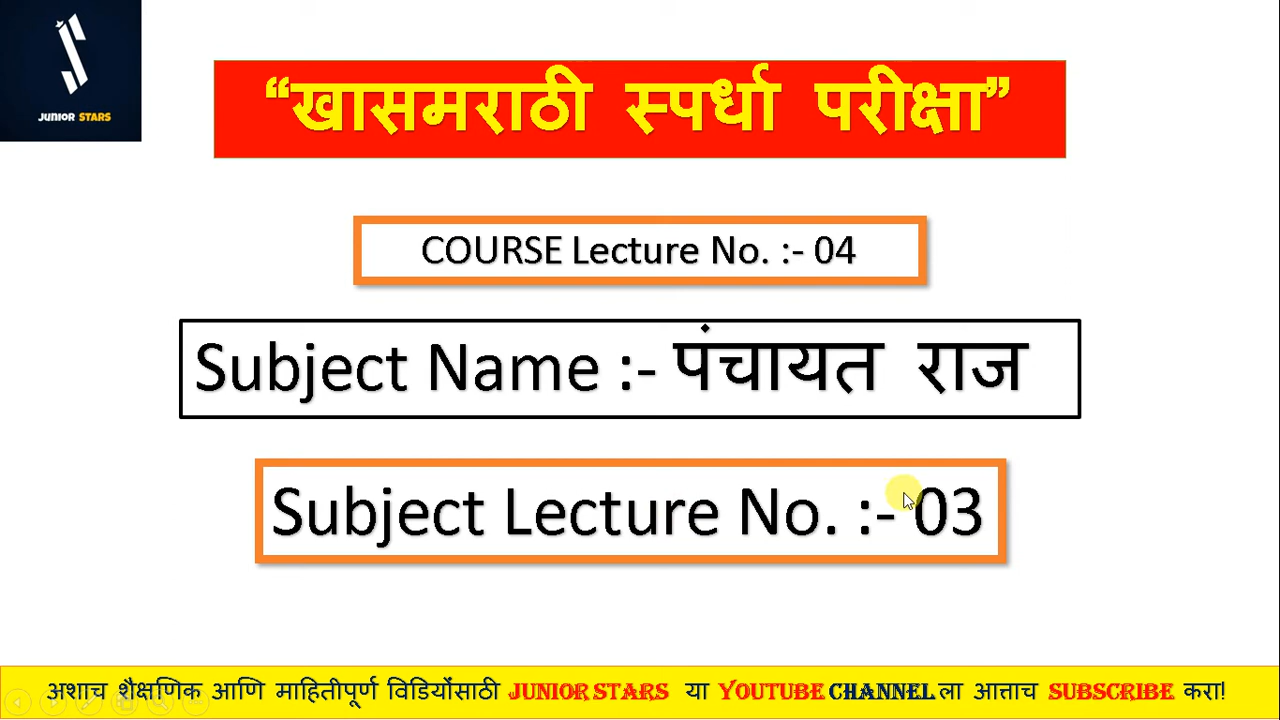 JUNIOR STARS
“खासमराठी स्पर्धा परीक्षा”
COURSE Lecture No. :- 04
Subject Name :- पंचायत राज
Subject Lecture No. :- 03
अशाच शैक्षणिक आणि माहितीपूर्ण विडियोंसाठी JUNIOR STARS या YOUTUBE CHANNEL ला आत्ताच SUBSCRIBE करा!